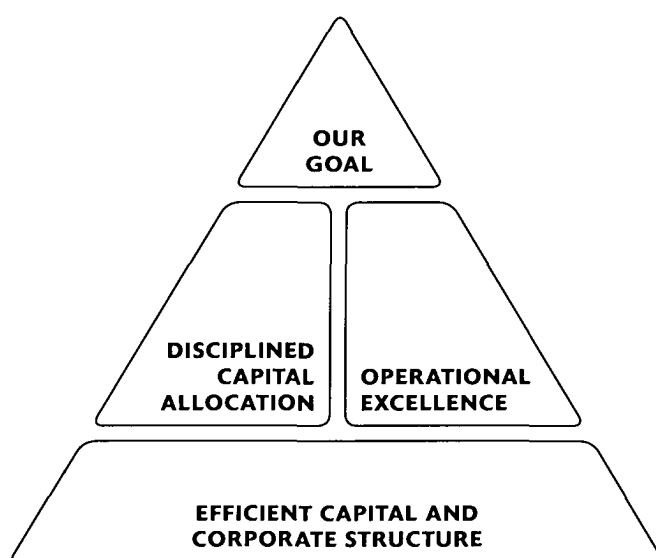 OUR
GOAL
DISCIPLINED
CAPITAL
ALLOCATION
OPERATIONAL
EXCELLENCE
EFFICIENT CAPITAL AND
CORPORATE STRUCTURE